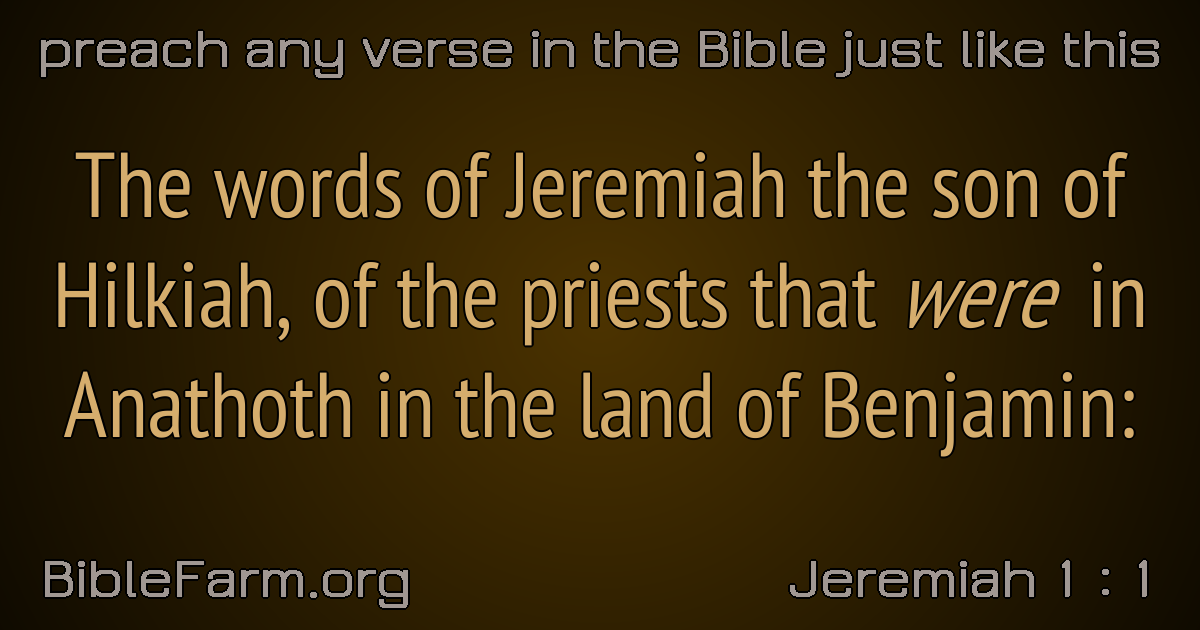 preach any verse in the Bible just like this
The words of Jeremiah the son of
Hilkiah, of the priests that were in
Anathoth in the land of Benjamin:
BibleFarm.org
Jeremiah 1 : 1